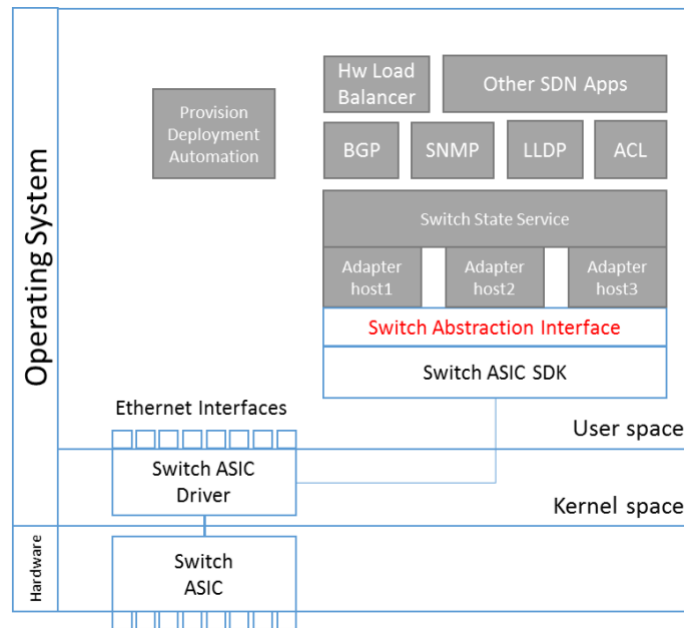 Operating System
Hardware
Provision
Deployment
Automation
Hw Load
Balancer
Other SDN Apps
BGP
SNMP
LLDP
ACL
Switch State Service
Adapter
host1
Adapter
host2
Adapter
host3
Switch Abstraction Interface
Switch ASIC SDK
Ethernet Interfaces
User space
Switch ASIC
Driver
Kernel space
Switch
ASIC